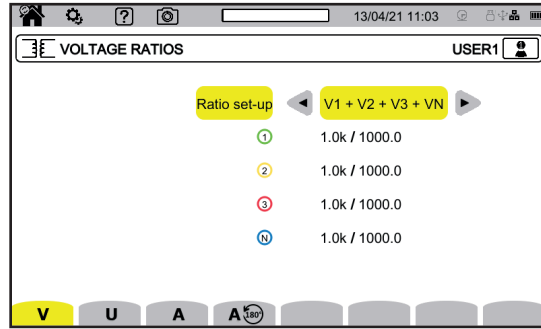 ? 13/04/21 11:03
VOLTAGE RATIOS USER1
Ratio set-up V1 + V2 + V3 + VN
1 1.0k / 1000.0
2 1.0k / 1000.0
3 1.0k / 1000.0
N 1.0k / 1000.0
V U A A 180°